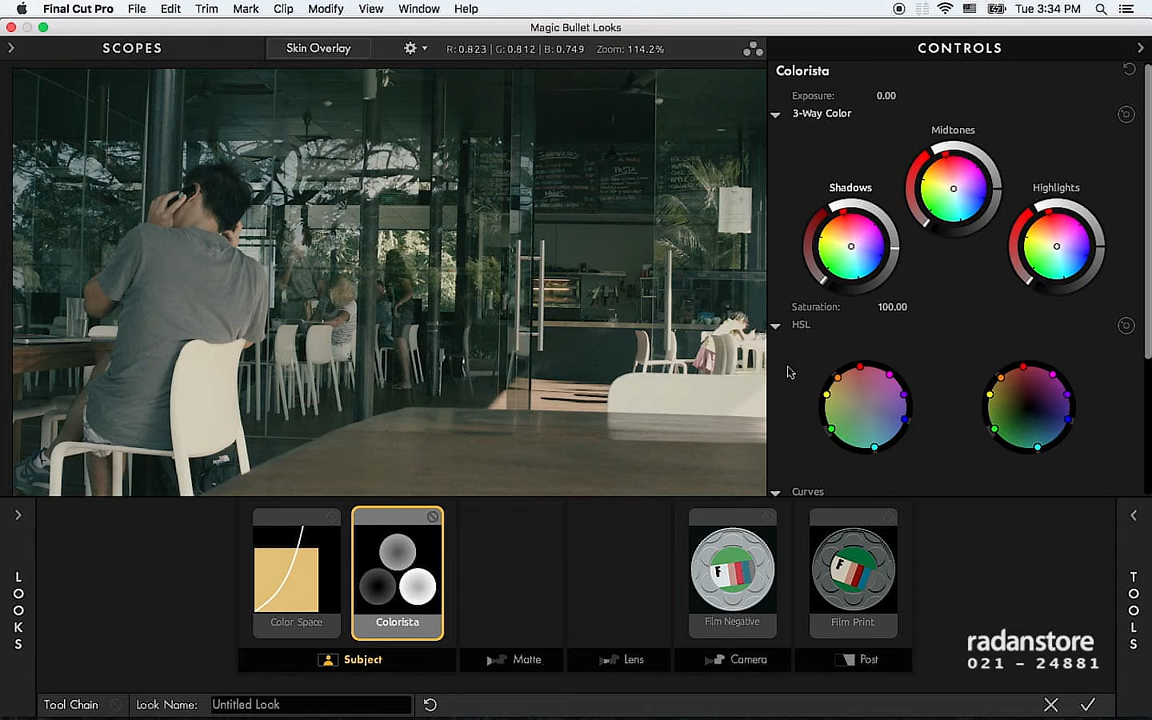 Final Cut Pro File Edit Trim Mark Clip Modify View Window Help Tue 3:34 PM
Magic Bullet Looks
SCOPES Skin Overlay R:0.823 | G:0.812 | B:0.749 Zoom: 114.2% CONTROLS
Colorista
Exposure: 0.00
3-Way Color
Midtones
Shadows Highlights
Saturation: 100.00
HSL
Curves
SANDWICHES
PASTA
LOOKS
TOOLS
F
F
Color Space Colorista Film Negative Film Print
Subject Matte Lens Camera Post
radanstore
021 - 24881
Tool Chain Look Name: Untitled Look